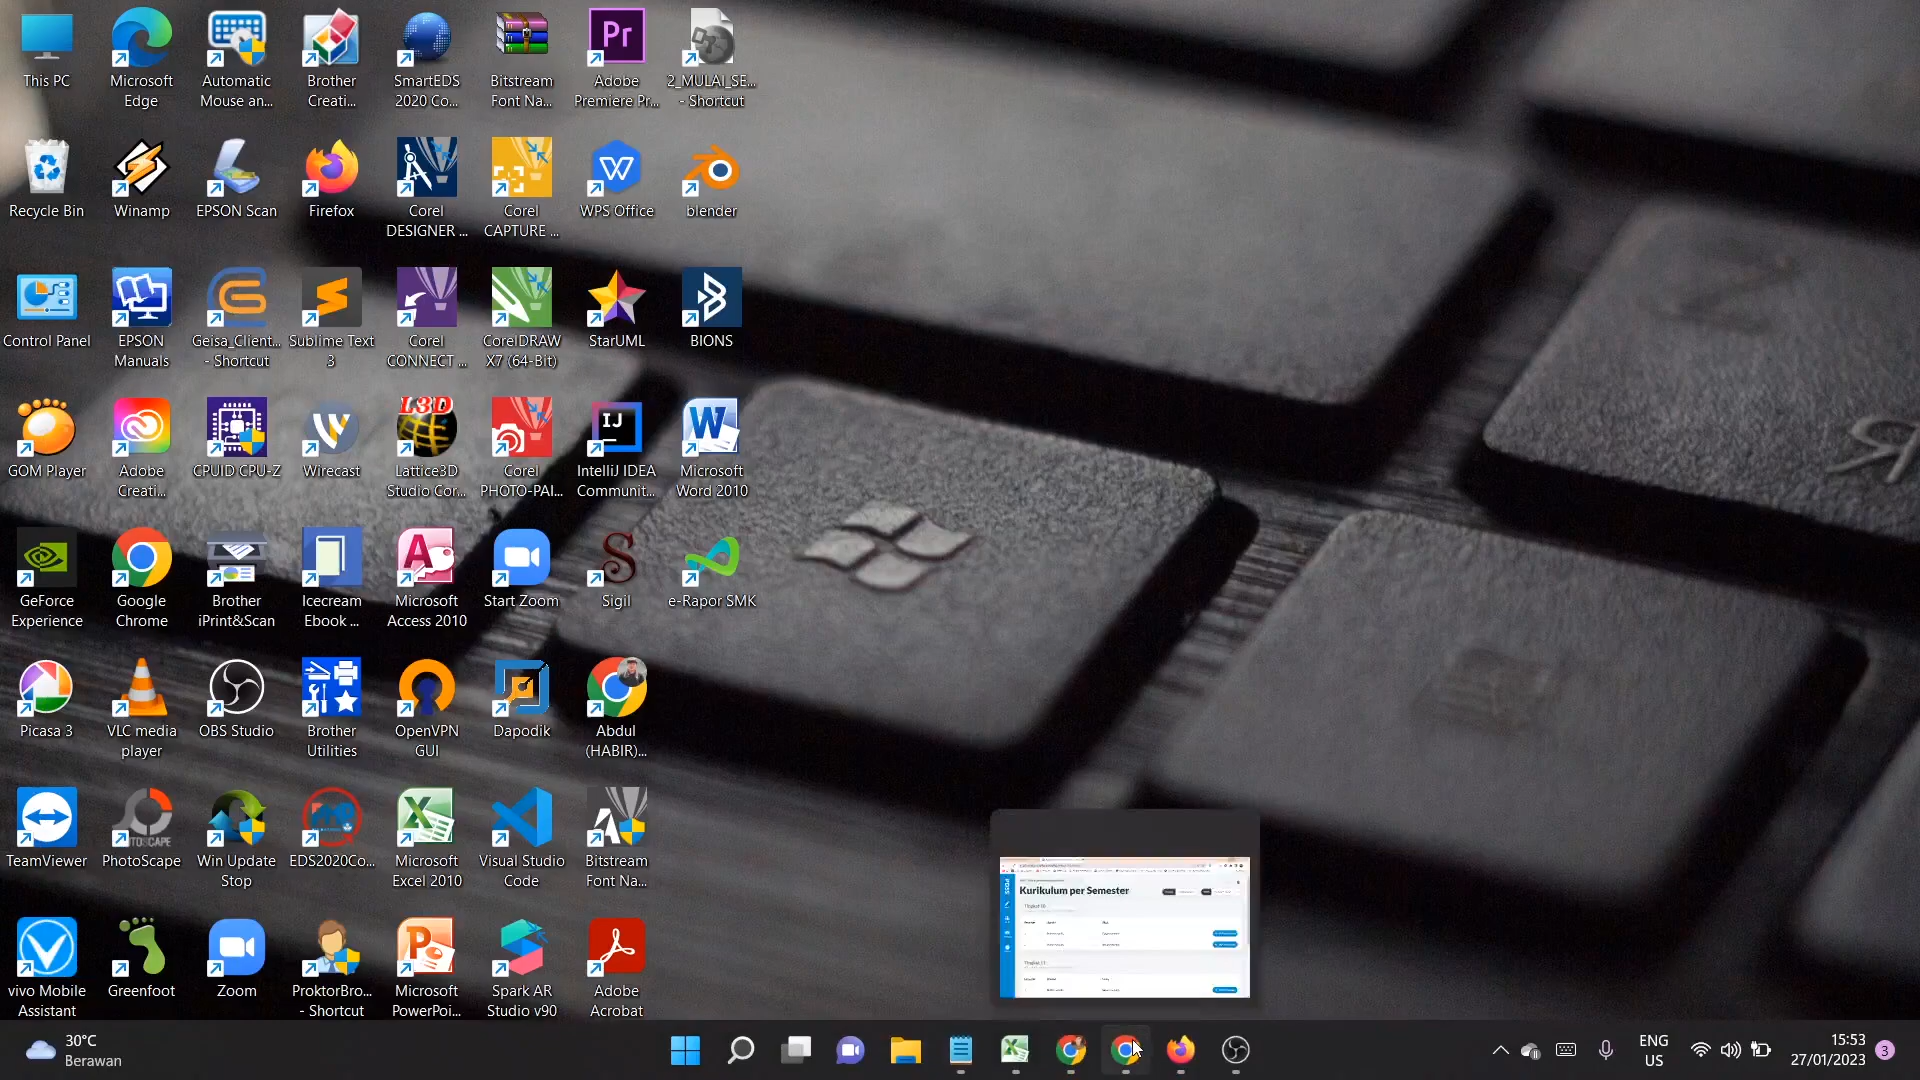 This PC
Microsoft
Edge
Automatic
Mouse an...
Brother
Creati...
SmartEDS
2020 Co...
Bitstream
Font Na...
Adobe
Premiere Pr...
2_MULAI_SE...
- Shortcut
Recycle Bin
Winamp
EPSON Scan
Firefox
Corel
DESIGNER ...
Corel
CAPTURE ...
WPS Office
blender
Control Panel
EPSON
Manuals
Geisa_Client...
- Shortcut
Sublime Text
3
Corel
CONNECT ...
CorelDRAW
X7 (64-Bit)
StarUML
BIONS
GOM Player
Adobe
Creati...
CPUID CPU-Z
Wirecast
Lattice3D
Studio Cor...
Corel
PHOTO-PAI...
IntelliJ IDEA
Communit...
Microsoft
Word 2010
GeForce
Experience
Google
Chrome
Brother
iPrint&Scan
Icecream
Ebook ...
Microsoft
Access 2010
Start Zoom
Sigil
e-Rapor SMK
Picasa 3
VLC media
player
OBS Studio
Brother
Utilities
OpenVPN
GUI
Dapodik
Abdul
(HABIR)...
TeamViewer
PhotoScape
Win Update
Stop
EDS2020Co...
Microsoft
Excel 2010
Visual Studio
Code
Bitstream
Font Na...
vivo Mobile
Assistant
Greenfoot
Zoom
ProktorBro...
- Shortcut
Microsoft
PowerPoi...
Spark AR
Studio v90
Adobe
Acrobat
Pr
L3D
IJ
Kurikulum per Semester
30°C
Berawan
ENG
US
15:53
27/01/2023
3